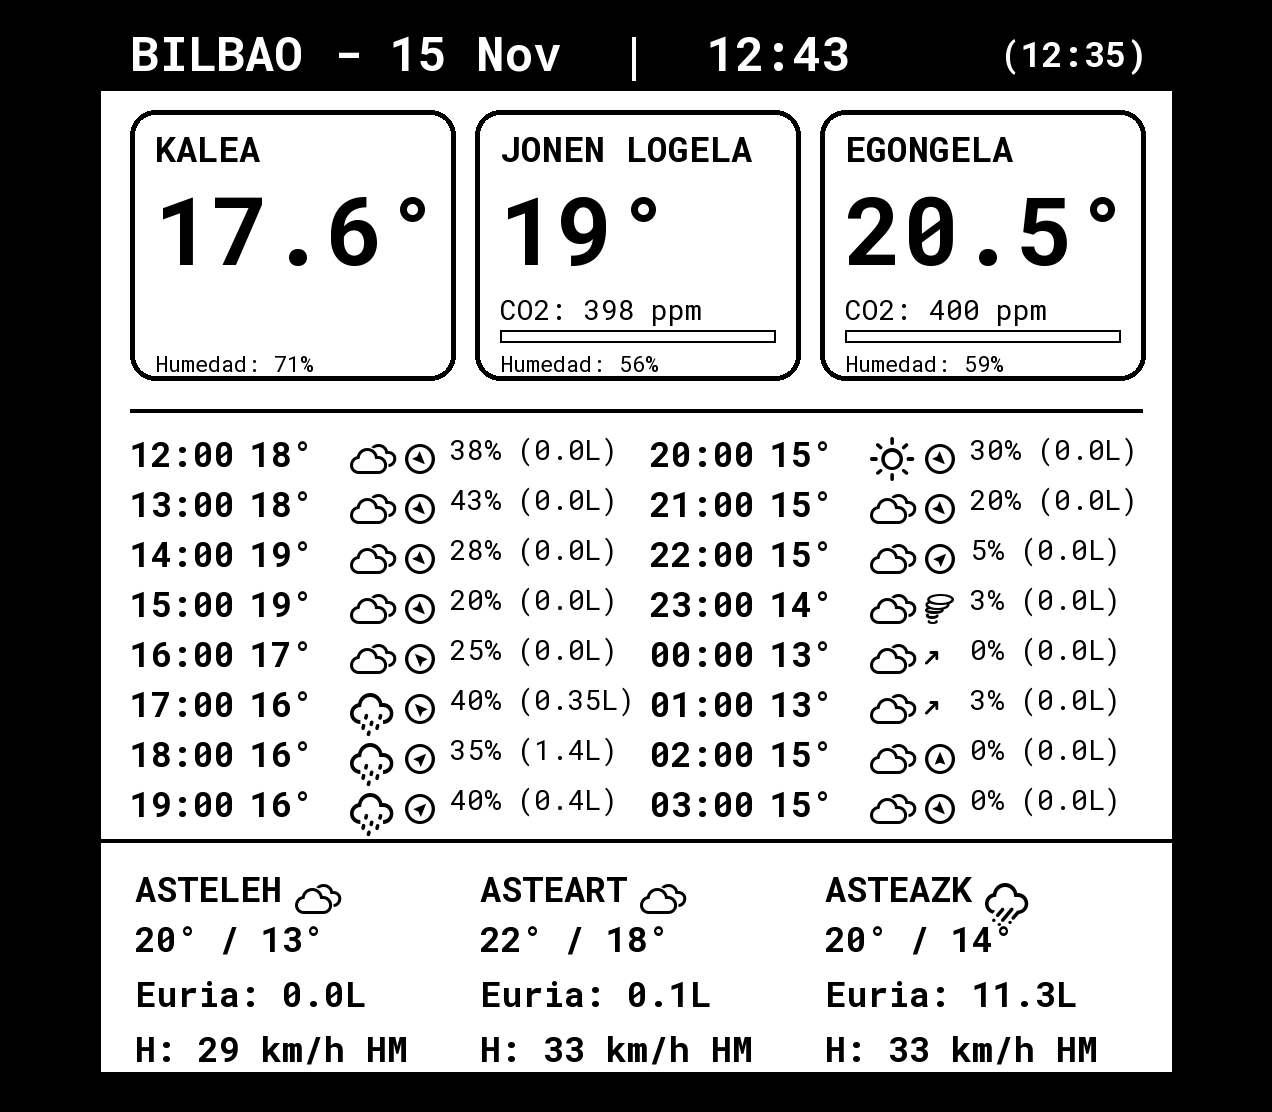 BILBAO - 15 Nov | 12:43 (12:35)
KALEA
17.6°
Humedad: 71%
JONEN LOGELA
19°
CO2: 398 ppm
Humedad: 56%
EGONGELA
20.5°
CO2: 400 ppm
Humedad: 59%
12:00 18° 38% (0.0L)
13:00 18° 43% (0.0L)
14:00 19° 28% (0.0L)
15:00 19° 20% (0.0L)
16:00 17° 25% (0.0L)
17:00 16° 40% (0.35L)
18:00 16° 35% (1.4L)
19:00 16° 40% (0.4L)
20:00 15° 30% (0.0L)
21:00 15° 20% (0.0L)
22:00 15° 5% (0.0L)
23:00 14° 3% (0.0L)
00:00 13° 0% (0.0L)
01:00 13° 3% (0.0L)
02:00 15° 0% (0.0L)
03:00 15° 0% (0.0L)
ASTELEH
20° / 13°
Euria: 0.0L
H: 29 km/h HM
ASTEART
22° / 18°
Euria: 0.1L
H: 33 km/h HM
ASTEAZK
20° / 14°
Euria: 11.3L
H: 33 km/h HM